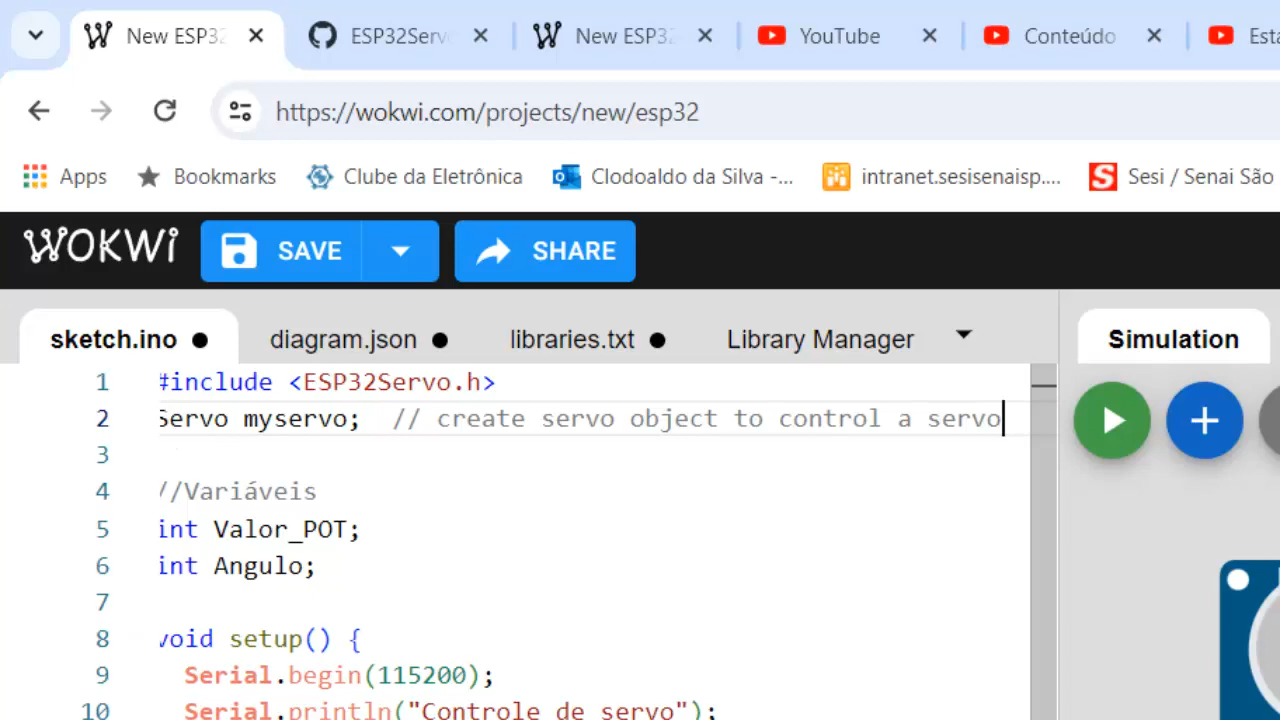 New ESP32
ESP32Serv
New ESP32
YouTube
Conteúdo
Est
https://wokwi.com/projects/new/esp32
Apps
Bookmarks
Clube da Eletrônica
Clodoaldo da Silva -...
intranet.sesisenaisp....
Sesi / Senai São
WOKWi
SAVE
SHARE
sketch.ino
diagram.json
libraries.txt
Library Manager
Simulation
1 #include <ESP32Servo.h>
2 Servo myservo;  // create servo object to control a servo
3
4 //Variáveis
5 int Valor_POT;
6 int Angulo;
7
8 void setup() {
9   Serial.begin(115200);
10   Serial.println("Controle de servo");